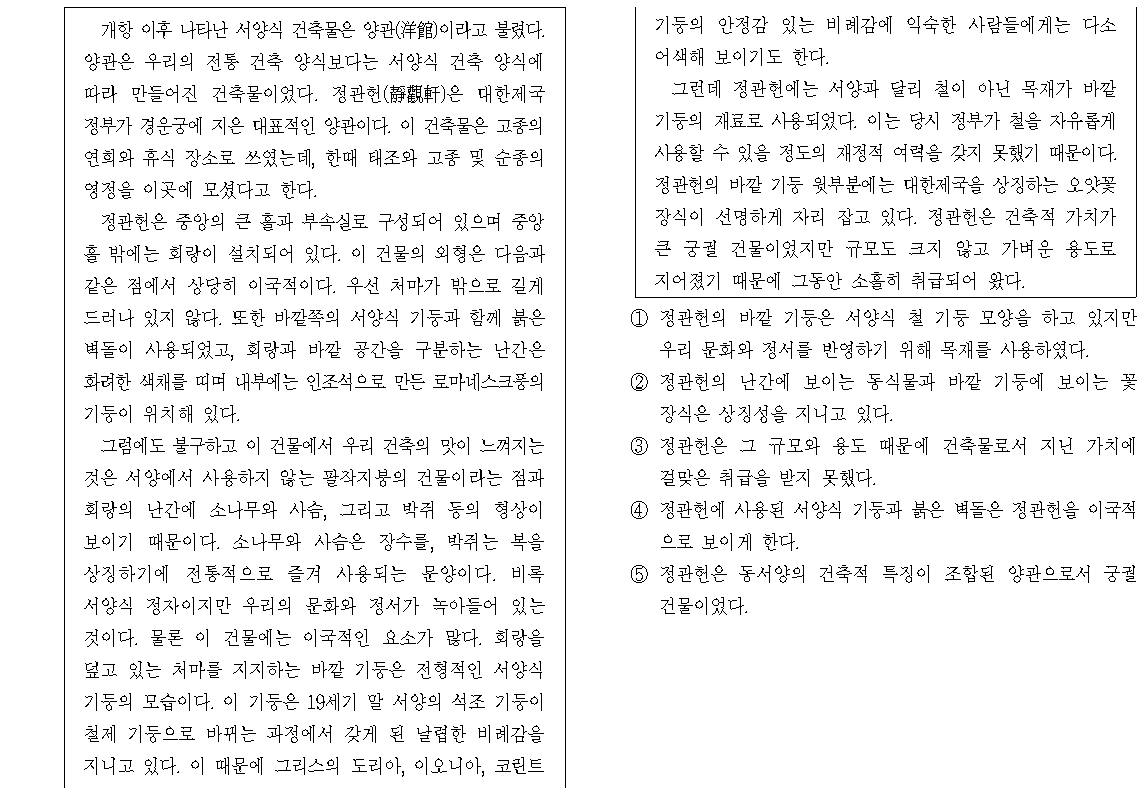 개항 이후 나타난 서양식 건축물은 양관(洋館)이라고 불렸다.
양관은 우리의 전통 건축 양식보다는 서양식 건축 양식에
따라 만들어진 건축물이었다. 정관헌(靜觀軒)은 대한제국
정부가 경운궁에 지은 대표적인 양관이다. 이 건축물은 고종의
연회와 휴식 장소로 쓰였는데, 한때 태조와 고종 및 순종의
영정을 이곳에 모셨다고 한다.
정관헌은 중앙의 큰 홀과 부속실로 구성되어 있으며 중앙
홀 밖에는 회랑이 설치되어 있다. 이 건물의 외형은 다음과
같은 점에서 상당히 이국적이다. 우선 처마가 밖으로 길게
드러나 있지 않다. 또한 바깥쪽의 서양식 기둥과 함께 붉은
벽돌이 사용되었고, 회랑과 바깥 공간을 구분하는 난간은
화려한 색채를 띠며 내부에는 인조석으로 만든 로마네스크풍의
기둥이 위치해 있다.
그럼에도 불구하고 이 건물에서 우리 건축의 맛이 느껴지는
것은 서양에서 사용하지 않는 팔작지붕의 건물이라는 점과
회랑의 난간에 소나무와 사슴, 그리고 박쥐 등의 형상이
보이기 때문이다. 소나무와 사슴은 장수를, 박쥐는 복을
상징하기에 전통적으로 즐겨 사용되는 문양이다. 비록
서양식 정자이지만 우리의 문화와 정서가 녹아들어 있는
것이다. 물론 이 건물에는 이국적인 요소가 많다. 회랑을
덮고 있는 처마를 지지하는 바깥 기둥은 전형적인 서양식
기둥의 모습이다. 이 기둥은 19세기 말 서양의 석조 기둥이
철제 기둥으로 바뀌는 과정에서 갖게 된 날렵한 비례감을
지니고 있다. 이 때문에 그리스의 도리아, 이오니아, 코린트
기둥의 안정감 있는 비례감에 익숙한 사람들에게는 다소
어색해 보이기도 한다.
그런데 정관헌에는 서양과 달리 철이 아닌 목재가 바깥
기둥의 재료로 사용되었다. 이는 당시 정부가 철을 자유롭게
사용할 수 있을 정도의 재정적 여력을 갖지 못했기 때문이다.
정관헌의 바깥 기둥 윗부분에는 대한제국을 상징하는 오얏꽃
장식이 선명하게 자리 잡고 있다. 정관헌은 건축적 가치가
큰 궁궐 건물이었지만 규모도 크지 않고 가벼운 용도로
지어졌기 때문에 그동안 소홀히 취급되어 왔다.
① 정관헌의 바깥 기둥은 서양식 철 기둥 모양을 하고 있지만
우리 문화와 정서를 반영하기 위해 목재를 사용하였다.
② 정관헌의 난간에 보이는 동식물과 바깥 기둥에 보이는 꽃
장식은 상징성을 지니고 있다.
③ 정관헌은 그 규모와 용도 때문에 건축물로서 지닌 가치에
걸맞은 취급을 받지 못했다.
④ 정관헌에 사용된 서양식 기둥과 붉은 벽돌은 정관헌을 이국적
으로 보이게 한다.
⑤ 정관헌은 동서양의 건축적 특징이 조합된 양관으로서 궁궐
건물이었다.